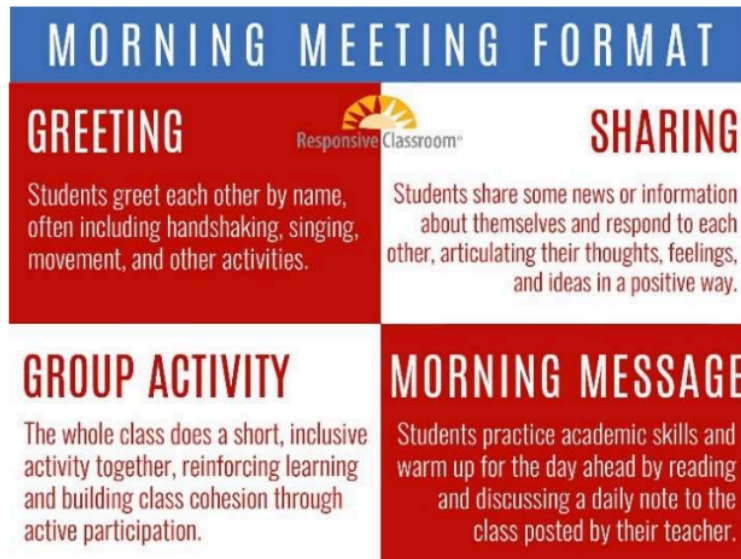 MORNING MEETING FORMAT
GREETING
Responsive Classroom®
SHARING
Students greet each other by name,
often including handshaking, singing,
movement, and other activities.
Students share some news or information
about themselves and respond to each
other, articulating their thoughts, feelings,
and ideas in a positive way.
GROUP ACTIVITY
The whole class does a short, inclusive
activity together, reinforcing learning
and building class cohesion through
active participation.
MORNING MESSAGE
Students practice academic skills and
warm up for the day ahead by reading
and discussing a daily note to the
class posted by their teacher.